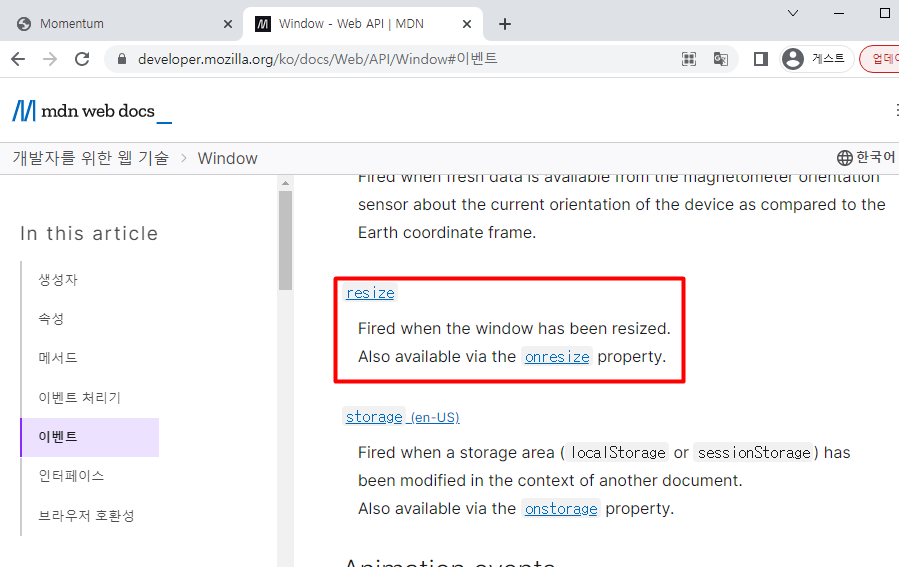 Momentum
Window - Web API | MDN
developer.mozilla.org/ko/docs/Web/API/Window#이벤트
게스트
업데이
mdn web docs_
개발자를 위한 웹 기술 > Window
한국어
Fired when fresh data is available from the magnetometer orientation
sensor about the current orientation of the device as compared to the
Earth coordinate frame.
In this article
생성자
속성
메서드
이벤트 처리기
이벤트
인터페이스
브라우저 호환성
resize
Fired when the window has been resized.
Also available via the onresize property.
storage (en-US)
Fired when a storage area (localStorage or sessionStorage) has
been modified in the context of another document.
Also available via the onstorage property.
Animation events